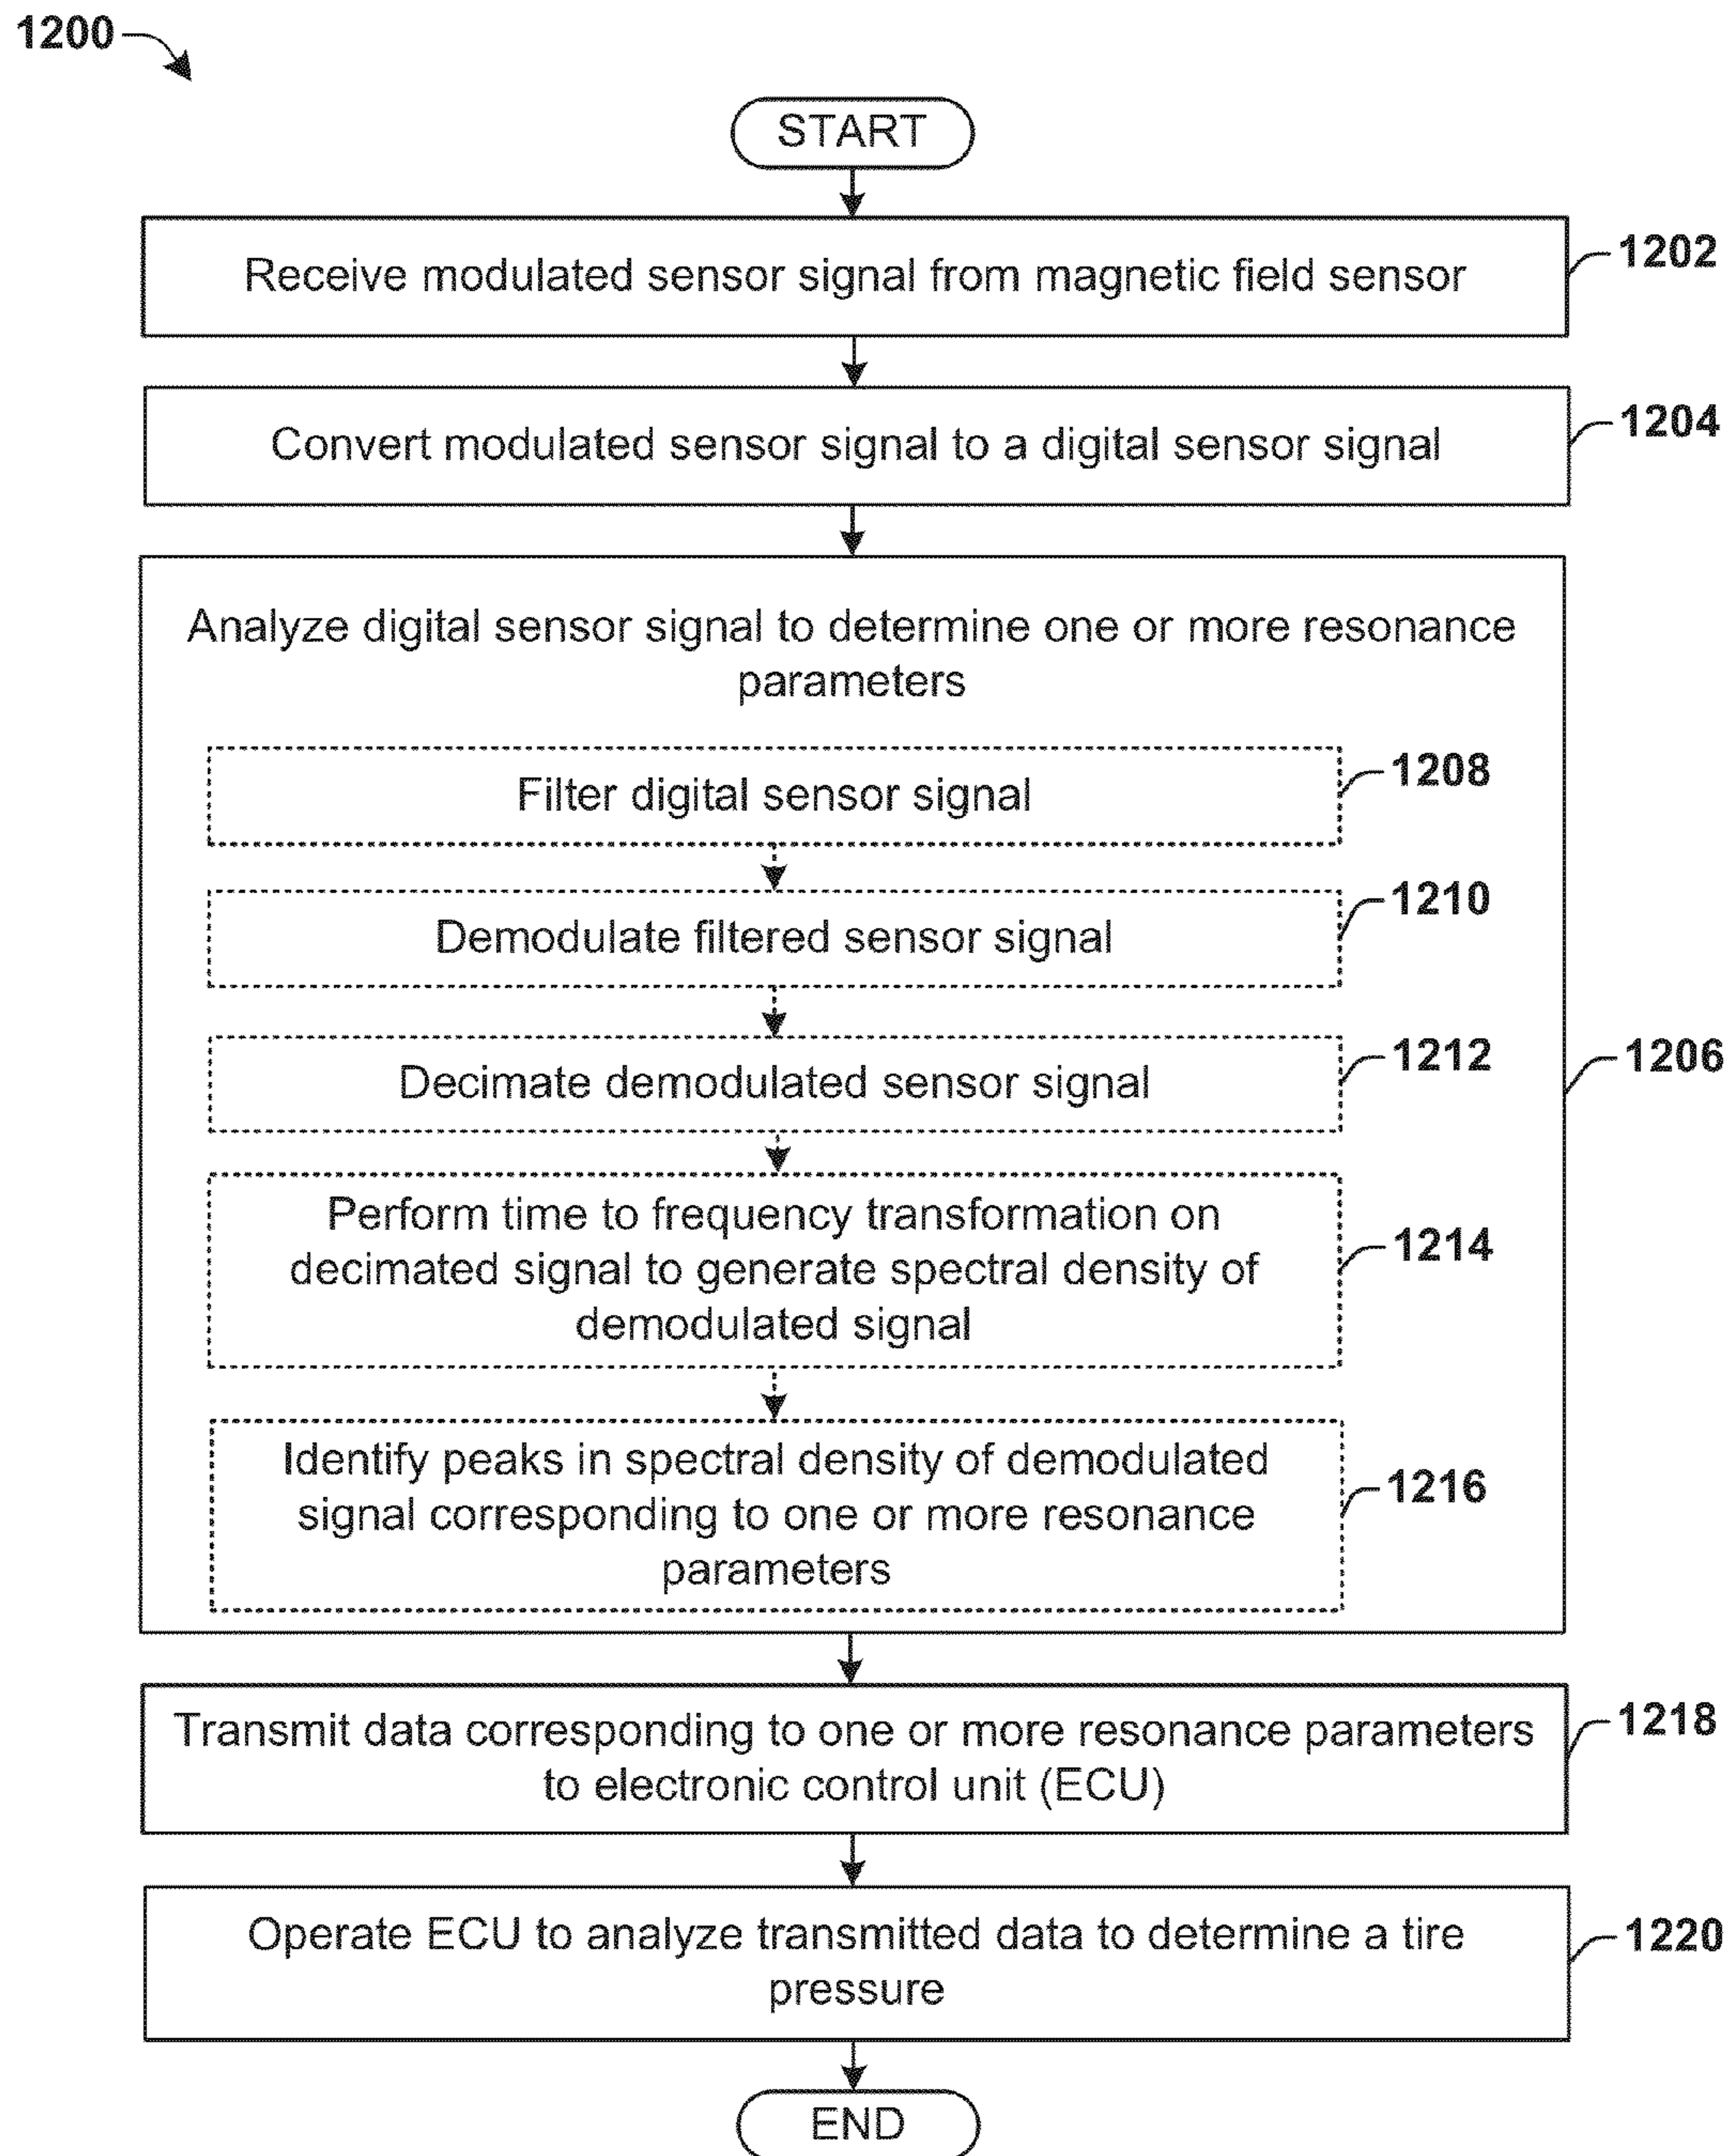 1200
START
Receive modulated sensor signal from magnetic field sensor
1202
Convert modulated sensor signal to a digital sensor signal
1204
Analyze digital sensor signal to determine one or more resonance
parameters
Filter digital sensor signal
1208
Demodulate filtered sensor signal
1210
Decimate demodulated sensor signal
1212
1206
Perform time to frequency transformation on
decimated signal to generate spectral density of
demodulated signal
1214
Identify peaks in spectral density of demodulated
signal corresponding to one or more resonance
parameters
1216
Transmit data corresponding to one or more resonance parameters
to electronic control unit (ECU)
1218
Operate ECU to analyze transmitted data to determine a tire
pressure
1220
END